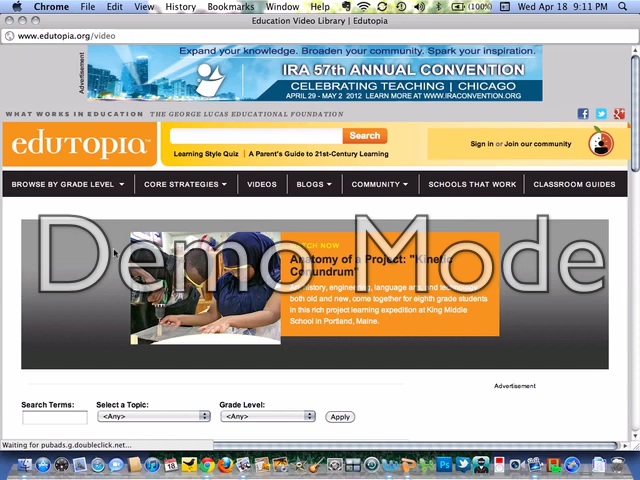 Chrome File Edit View History Bookmarks Window Help (100%) Wed Apr 18 9:11 PM
Education Video Library | Edutopia
www.edutopia.org/video
Advertisement
Expand your knowledge. Broaden your community. Spark your inspiration.
IRA 57th ANNUAL CONVENTION
CELEBRATING TEACHING | CHICAGO
APRIL 29 - MAY 2 2012 LEARN MORE AT WWW.IRACONVENTION.ORG
WHAT WORKS IN EDUCATION THE GEORGE LUCAS EDUCATIONAL FOUNDATION
edutopia
Search
Sign in or Join our community
Learning Style Quiz | A Parent's Guide to 21st-Century Learning
BROWSE BY GRADE LEVEL CORE STRATEGIES VIDEOS BLOGS COMMUNITY SCHOOLS THAT WORK CLASSROOM GUIDES
Demo Mode
WATCH NOW
Anatomy of a Project: "Kinetic
Conundrum"
history, engineering, language arts
both old and new, come together for eighth grade students
in this rich project learning expedition at King Middle
School in Portland, Maine.
Advertisement
Search Terms: Select a Topic: Grade Level:
<Any> <Any> Apply
Waiting for pubads.g.doubleclick.net...